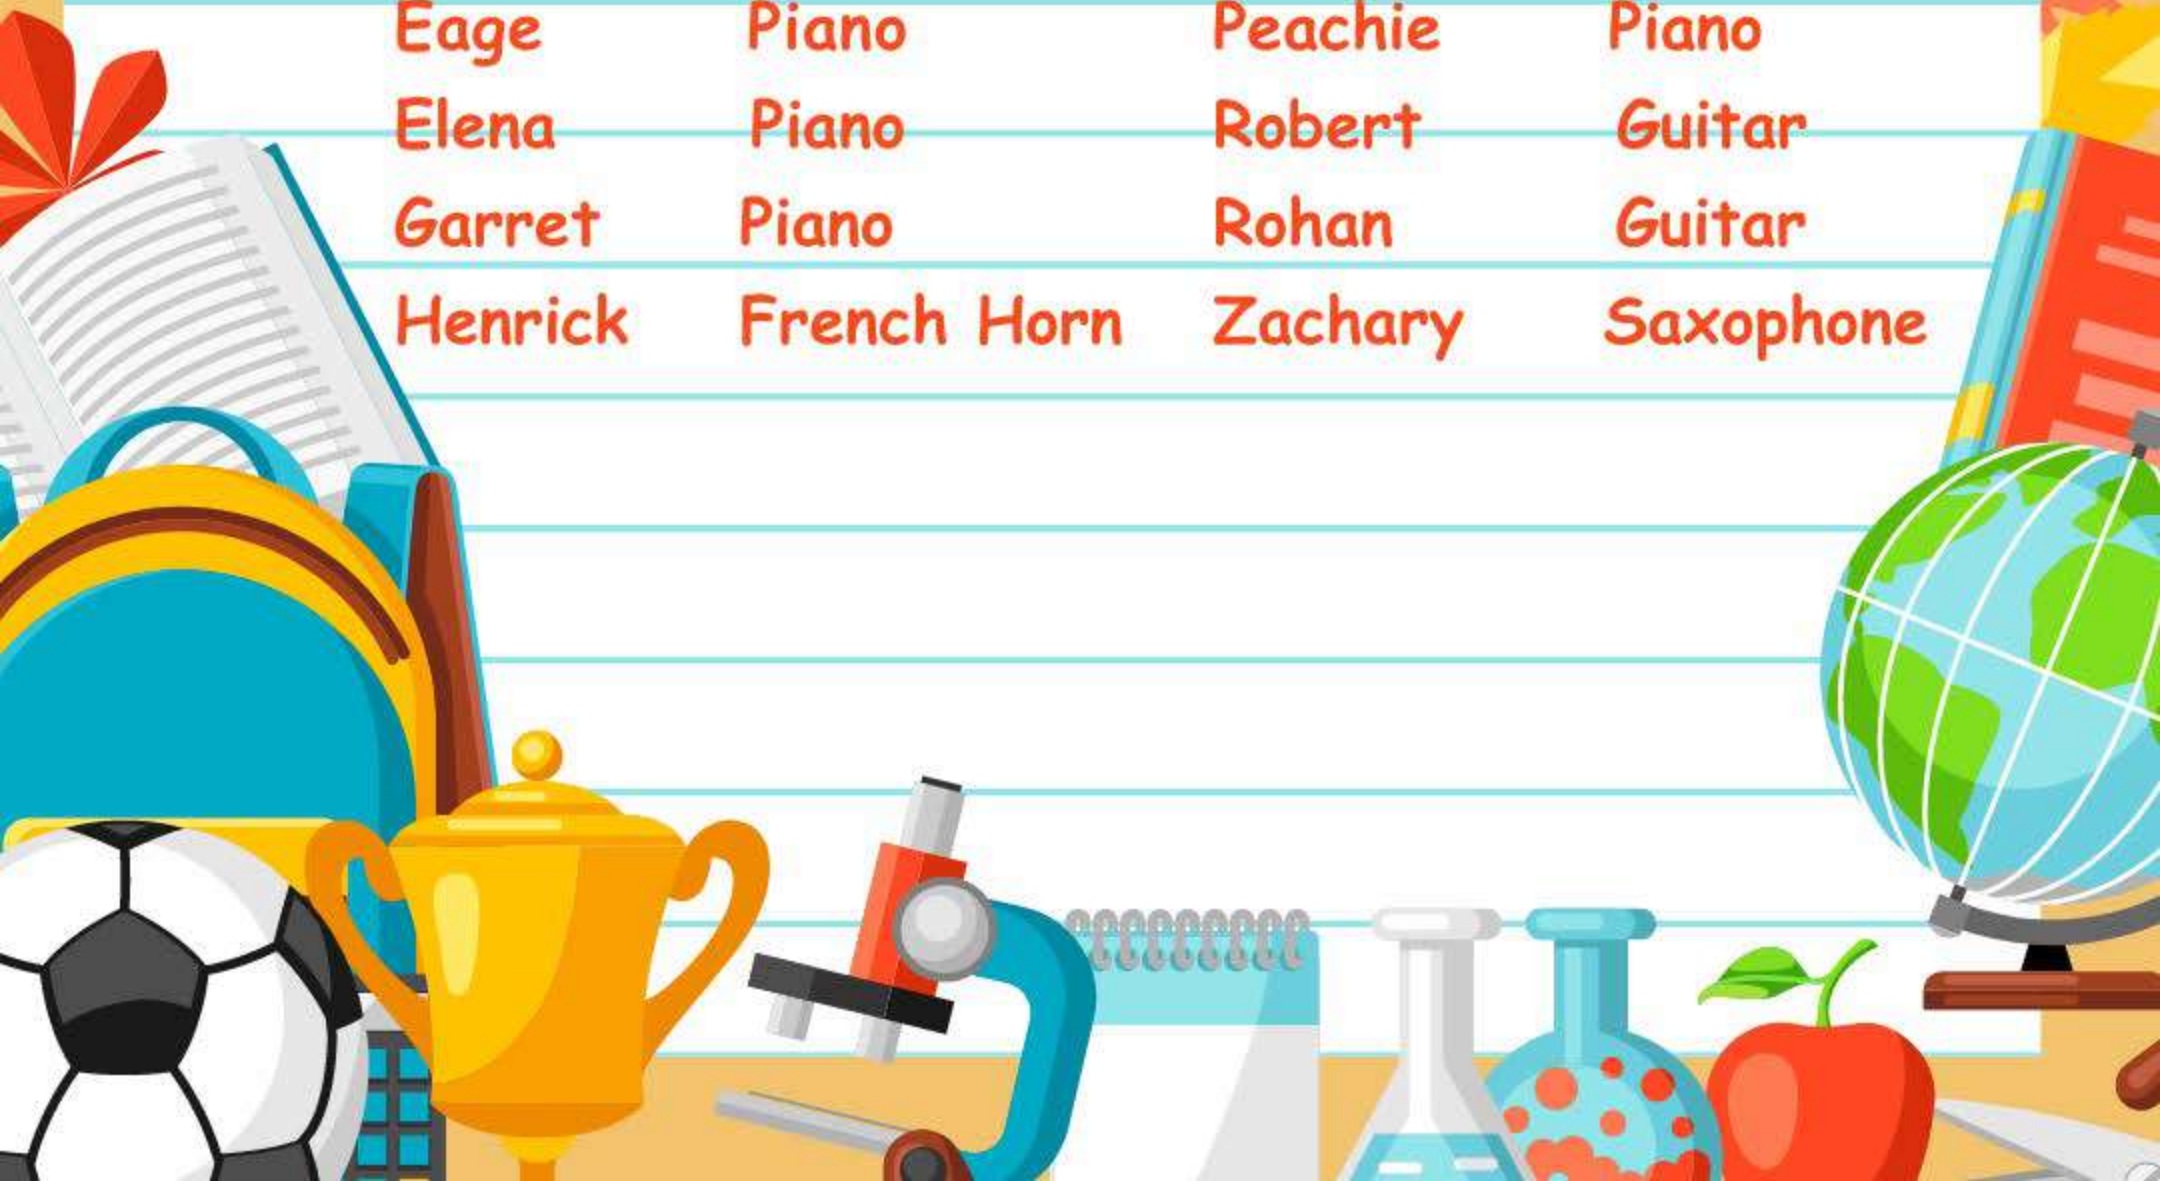 Eage Piano Peachie Piano
Elena Piano Robert Guitar
Garret Piano Rohan Guitar
Henrick French Horn Zachary Saxophone